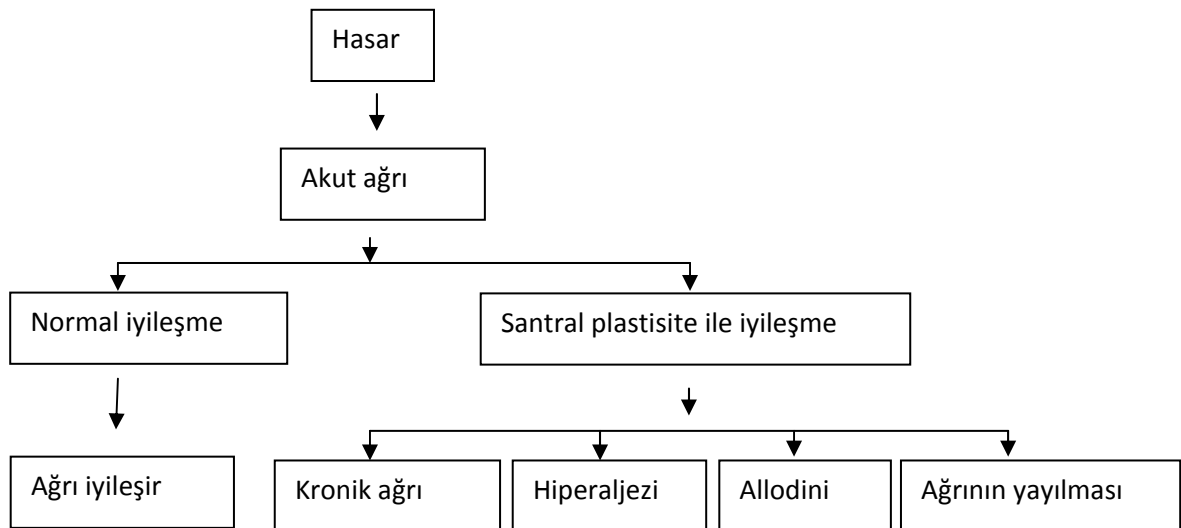 Hasar
Akut ağrı
Normal iyileşme
Santral plastisite ile iyileşme
Ağrı iyileşir
Kronik ağrı
Hiperaljezi
Allodini
Ağrının yayılması